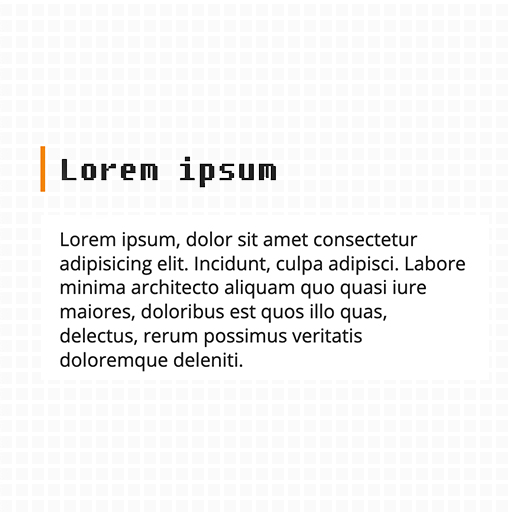 Lorem ipsum
Lorem ipsum, dolor sit amet consectetur
adipisicing elit. Incidunt, culpa adipisci. Labore
minima architecto aliquam quo quasi iure
maiores, doloribus est quos illo quas,
delectus, rerum possimus veritatis
doloremque deleniti.